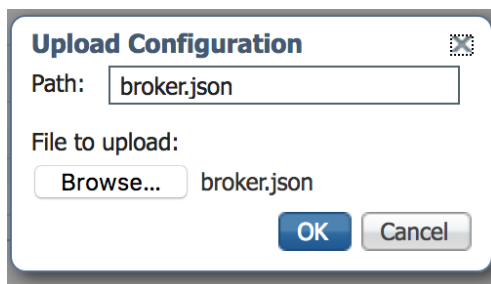 Upload Configuration
Path: broker.json
File to upload:
Browse... broker.json
OK Cancel